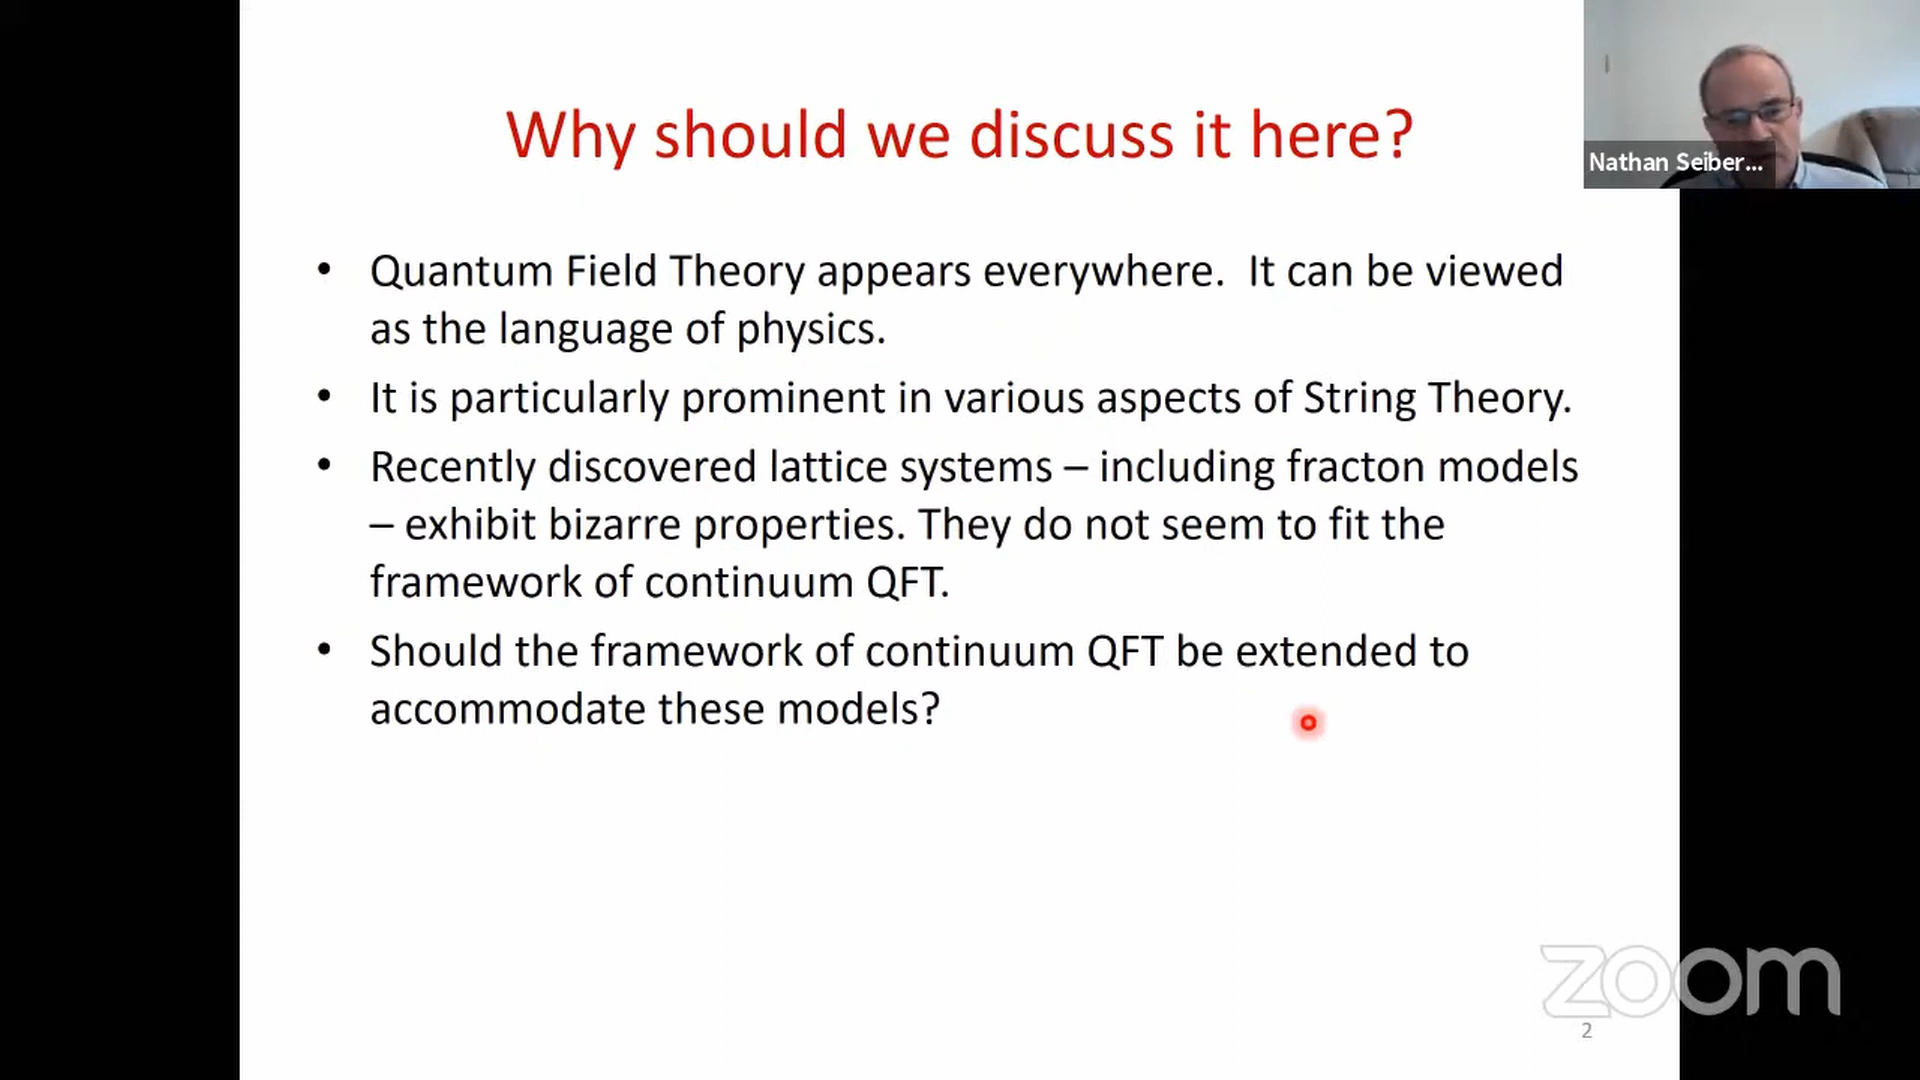 Why should we discuss it here?
Nathan Seiber...
• Quantum Field Theory appears everywhere.  It can be viewed
as the language of physics.
• It is particularly prominent in various aspects of String Theory.
• Recently discovered lattice systems – including fracton models
– exhibit bizarre properties. They do not seem to fit the
framework of continuum QFT.
• Should the framework of continuum QFT be extended to
accommodate these models?
zoom
2